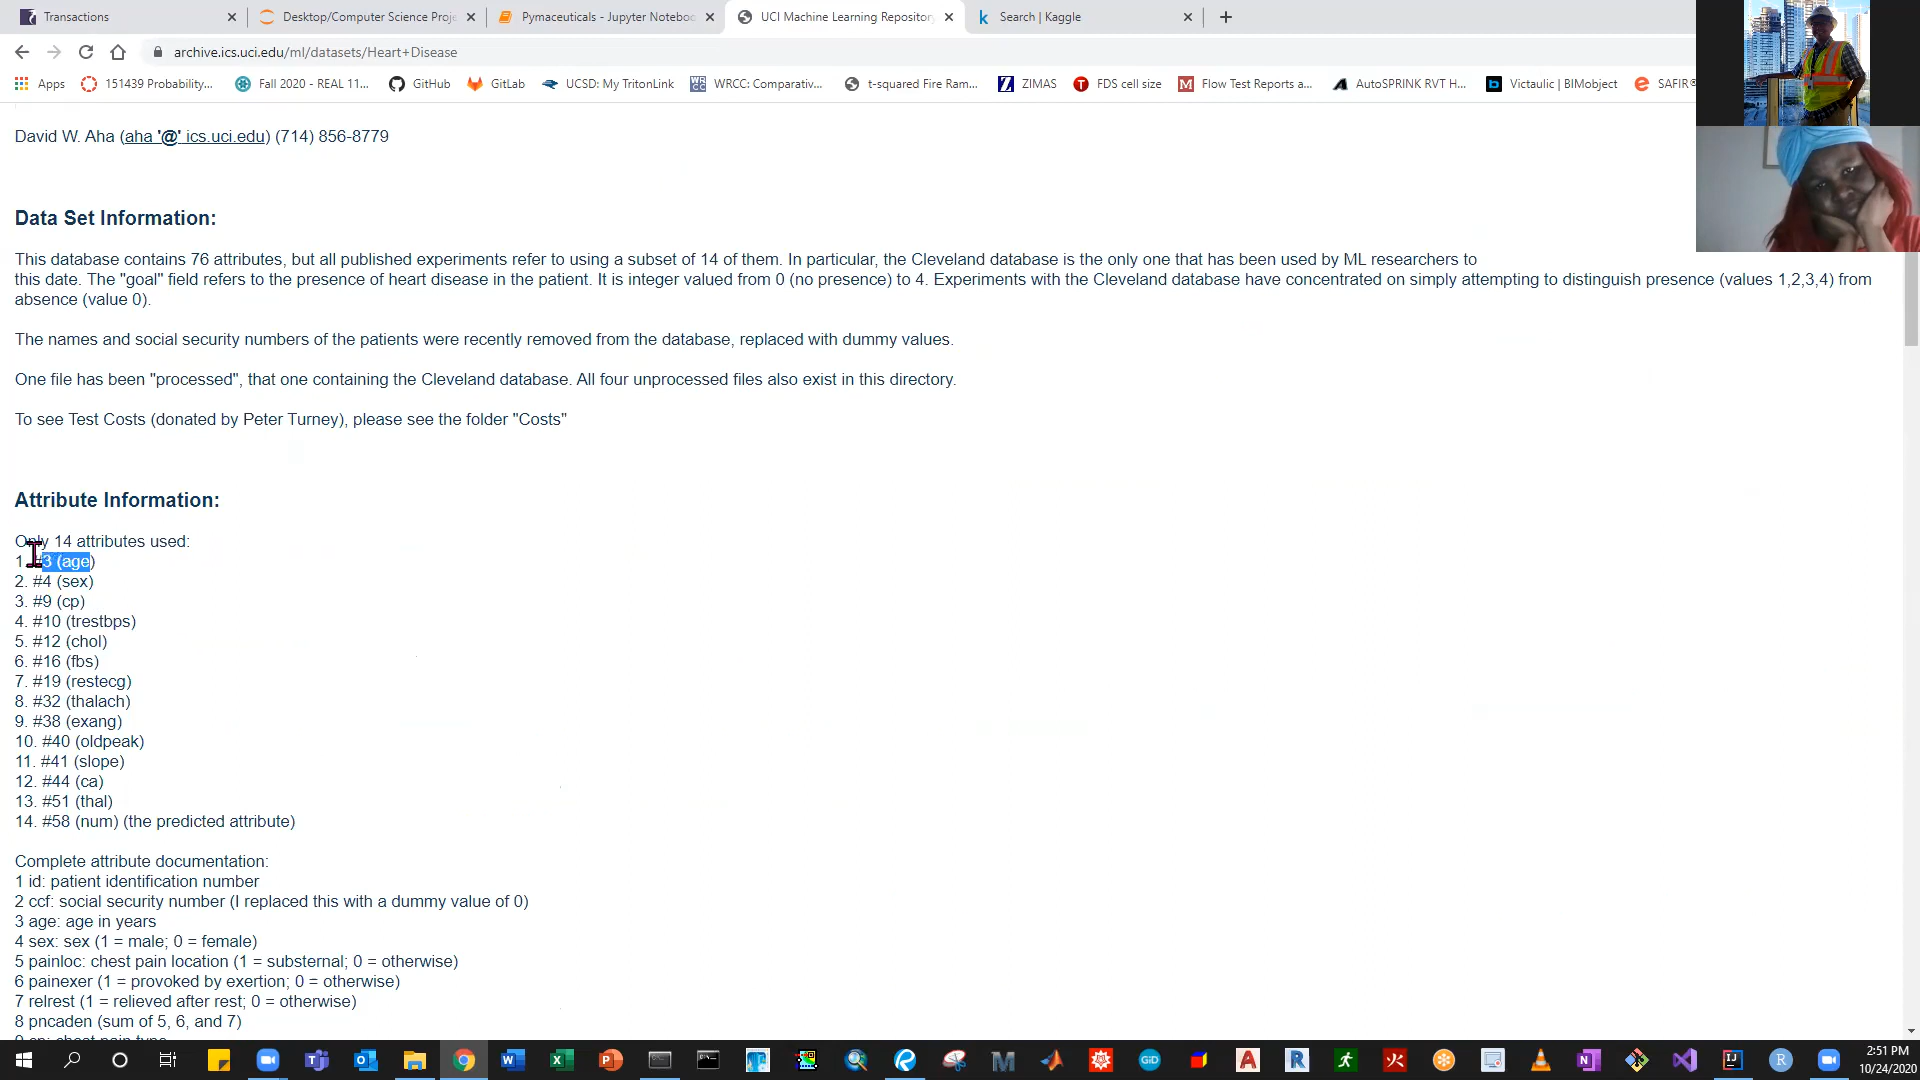 Transactions
Desktop/Computer Science Proje
Pymaceuticals - Jupyter Notebo
UCI Machine Learning Repository
Search | Kaggle
archive.ics.uci.edu/ml/datasets/Heart+Disease
Apps
151439 Probability...
Fall 2020 - REAL 11...
GitHub
GitLab
UCSD: My TritonLink
WRCC: Comparativ...
t-squared Fire Ram...
ZIMAS
FDS cell size
Flow Test Reports a...
AutoSPRINK RVT H...
Victaulic | BIMobject
SAFIR®
David W. Aha (aha '@' ics.uci.edu) (714) 856-8779
Data Set Information:
This database contains 76 attributes, but all published experiments refer to using a subset of 14 of them. In particular, the Cleveland database is the only one that has been used by ML researchers to
this date. The "goal" field refers to the presence of heart disease in the patient. It is integer valued from 0 (no presence) to 4. Experiments with the Cleveland database have concentrated on simply attempting to distinguish presence (values 1,2,3,4) from
absence (value 0).
The names and social security numbers of the patients were recently removed from the database, replaced with dummy values.
One file has been "processed", that one containing the Cleveland database. All four unprocessed files also exist in this directory.
To see Test Costs (donated by Peter Turney), please see the folder "Costs"
Attribute Information:
Only 14 attributes used:
1. #3 (age)
2. #4 (sex)
3. #9 (cp)
4. #10 (trestbps)
5. #12 (chol)
6. #16 (fbs)
7. #19 (restecg)
8. #32 (thalach)
9. #38 (exang)
10. #40 (oldpeak)
11. #41 (slope)
12. #44 (ca)
13. #51 (thal)
14. #58 (num) (the predicted attribute)
Complete attribute documentation:
1 id: patient identification number
2 ccf: social security number (I replaced this with a dummy value of 0)
3 age: age in years
4 sex: sex (1 = male; 0 = female)
5 painloc: chest pain location (1 = substernal; 0 = otherwise)
6 painexer (1 = provoked by exertion; 0 = otherwise)
7 relrest (1 = relieved after rest; 0 = otherwise)
8 pncaden (sum of 5, 6, and 7)
9 cp: chest pain type
2:51 PM
10/24/2020